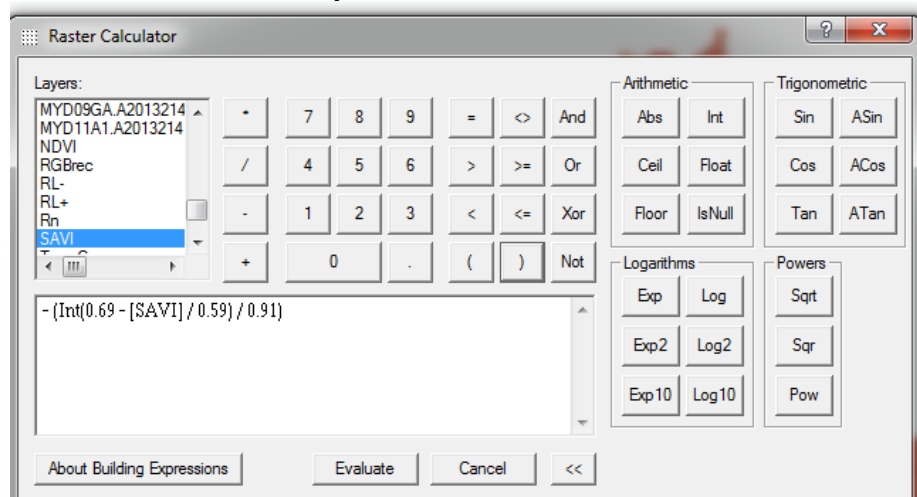 Raster Calculator
?
X
Layers:
MYD09GA.A2013214
MYD11A1.A2013214
NDVI
RGBrec
RL-
RL+
Rn
SAVI
* 7 8 9 = <> And
/ 4 5 6 > >= Or
- 1 2 3 < <= Xor
+ 0 . ( ) Not
Arithmetic
Abs Int
Ceil Float
Floor IsNull
Trigonometric
Sin ASin
Cos ACos
Tan ATan
- (Int(0.69 - [SAVI] / 0.59) / 0.91)
Logarithms
Exp Log
Exp2 Log2
Exp10 Log10
Powers
Sqrt
Sqr
Pow
About Building Expressions Evaluate Cancel <<